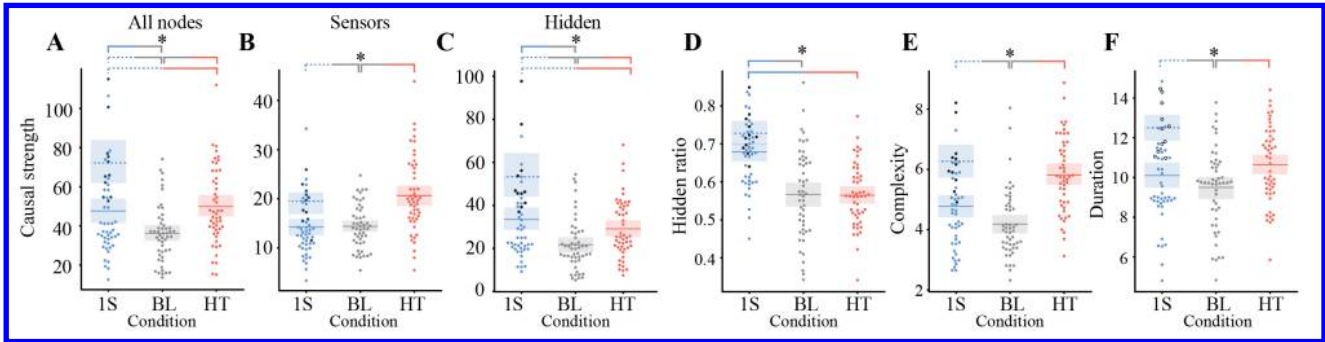 All nodes
Sensors
Hidden
A
B
C
D
E
F
*
*
*
*
*
*
Causal strength
100
80
60
40
20
1S
BL
HT
Condition
40
30
20
10
1S
BL
HT
Condition
100
80
60
40
20
0
1S
BL
HT
Condition
Hidden ratio
0.8
0.7
0.6
0.5
0.4
1S
BL
HT
Condition
Complexity
8
6
4
2
1S
BL
HT
Condition
Duration
14
12
10
8
6
1S
BL
HT
Condition